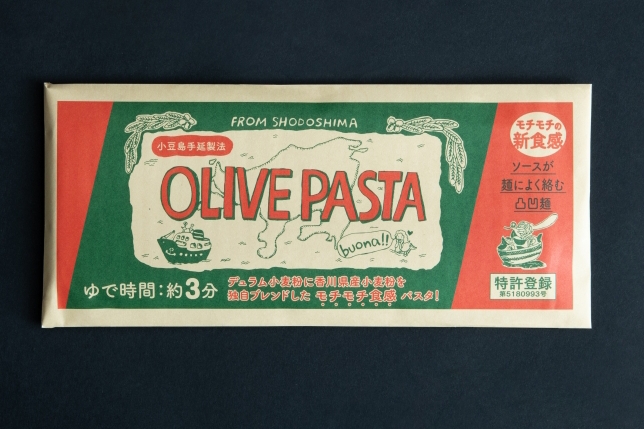 FROM SHODOSHIMA
小豆島手延製法
OLIVE PASTA
buona!!
ゆで時間:約3分
デュラム小麦粉に香川県産小麦粉を
独自ブレンドした モチモチ食感 パスタ!
モチモチの
新食感
ソースが
麺によく絡む
凸凹麺
特許登録
第5180993号